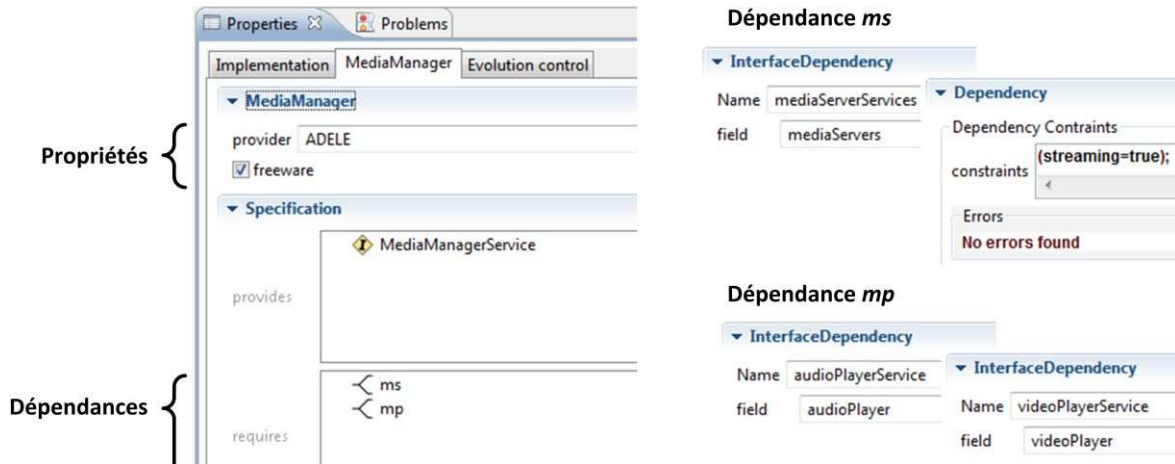 Properties
Problems
Implementation
MediaManager
Evolution control
MediaManager
Propriétés
provider ADELE
freeware
Specification
provides
MediaManagerService
Dépendances
requires
ms
mp
Dépendance ms
InterfaceDependency
Name mediaServerServices
field mediaServers
Dependency
Dependency Contraints
constraints (streaming=true);
Errors
No errors found
Dépendance mp
InterfaceDependency
Name audioPlayerService
field audioPlayer
InterfaceDependency
Name videoPlayerService
field videoPlayer